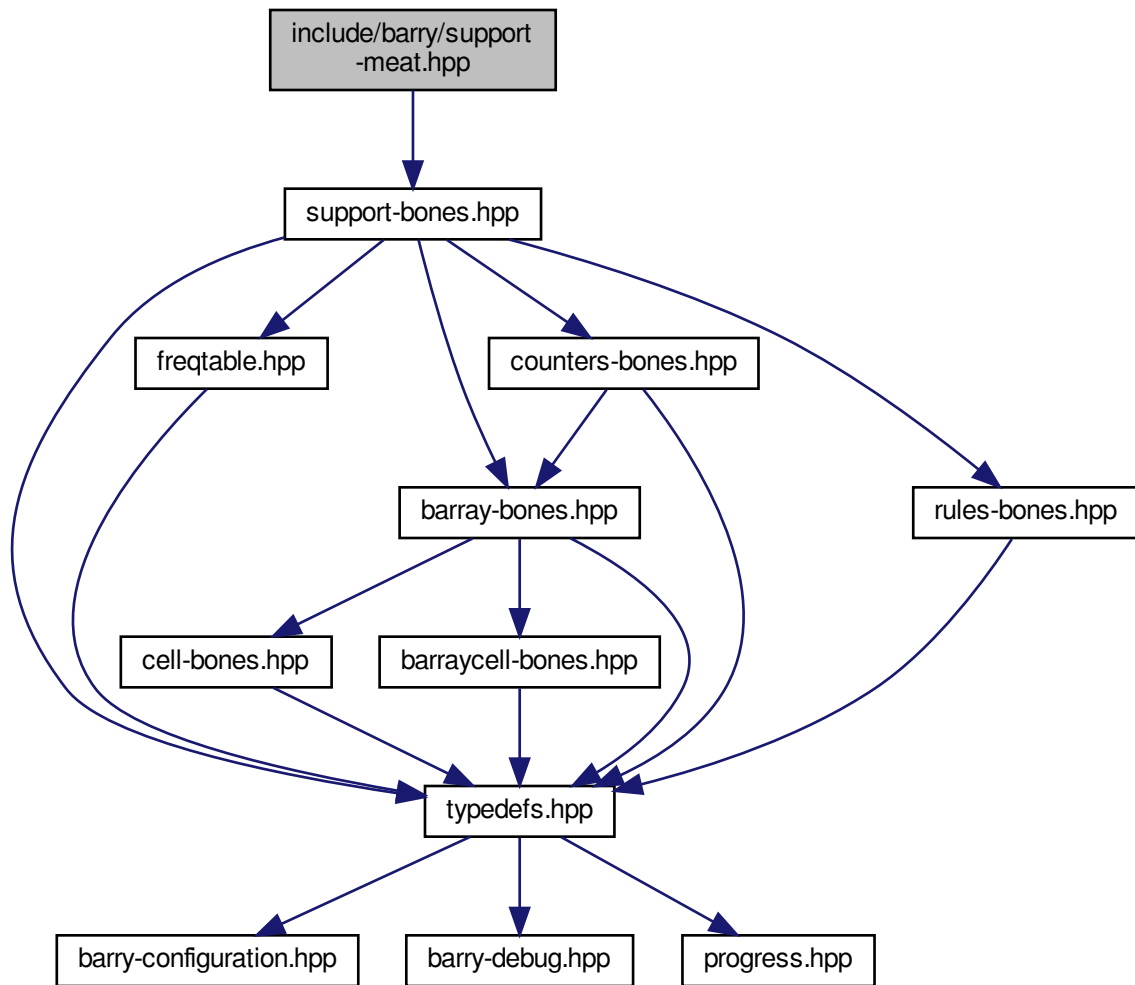 include/barry/support
-meat.hpp
support-bones.hpp
freqtable.hpp
counters-bones.hpp
barray-bones.hpp
rules-bones.hpp
cell-bones.hpp
barraycell-bones.hpp
typedefs.hpp
barry-configuration.hpp
barry-debug.hpp
progress.hpp